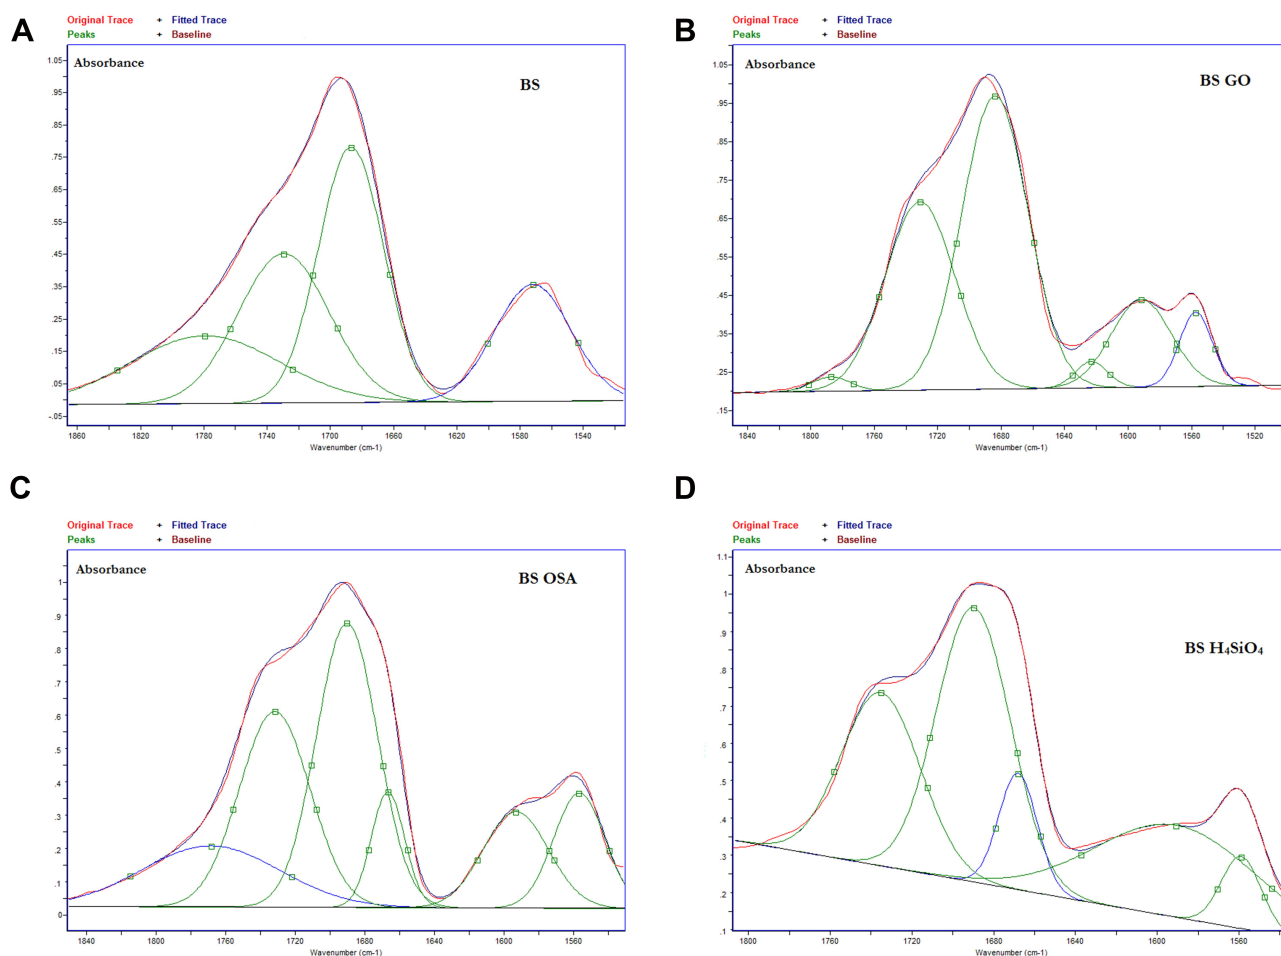 A
Original Trace + Fitted Trace
Peaks + Baseline
Absorbance
BS
1.05
.95
.85
.75
.65
.55
.45
.35
.25
.15
.05
-.05
1860 1820 1780 1740 1700 1660 1620 1580 1540
Wavenumber (cm-1)
B
Original Trace + Fitted Trace
Peaks + Baseline
Absorbance
BS GO
1.05
.95
.85
.75
.65
.55
.45
.35
.25
.15
1840 1800 1760 1720 1680 1640 1600 1560 1520
Wavenumber (cm-1)
C
Original Trace + Fitted Trace
Peaks + Baseline
Absorbance
BS OSA
1
.9
.8
.7
.6
.5
.4
.3
.2
.1
0
1840 1800 1760 1720 1680 1640 1600 1560
Wavenumber (cm-1)
D
Original Trace + Fitted Trace
Peaks + Baseline
Absorbance
BS H₄SiO₄
1.1
1
.9
.8
.7
.6
.5
.4
.3
.2
.1
1800 1760 1720 1680 1640 1600 1560
Wavenumber (cm-1)